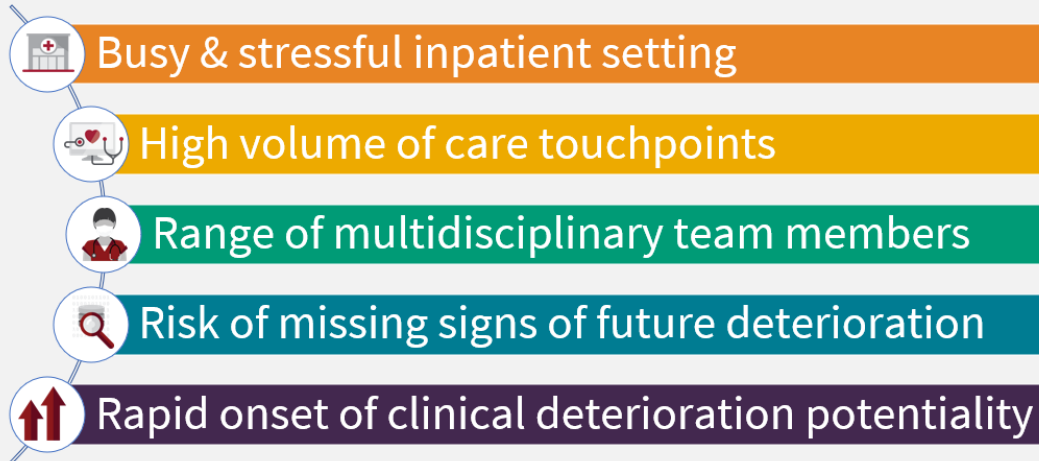 Busy & stressful inpatient setting
High volume of care touchpoints
Range of multidisciplinary team members
Risk of missing signs of future deterioration
Rapid onset of clinical deterioration potentiality